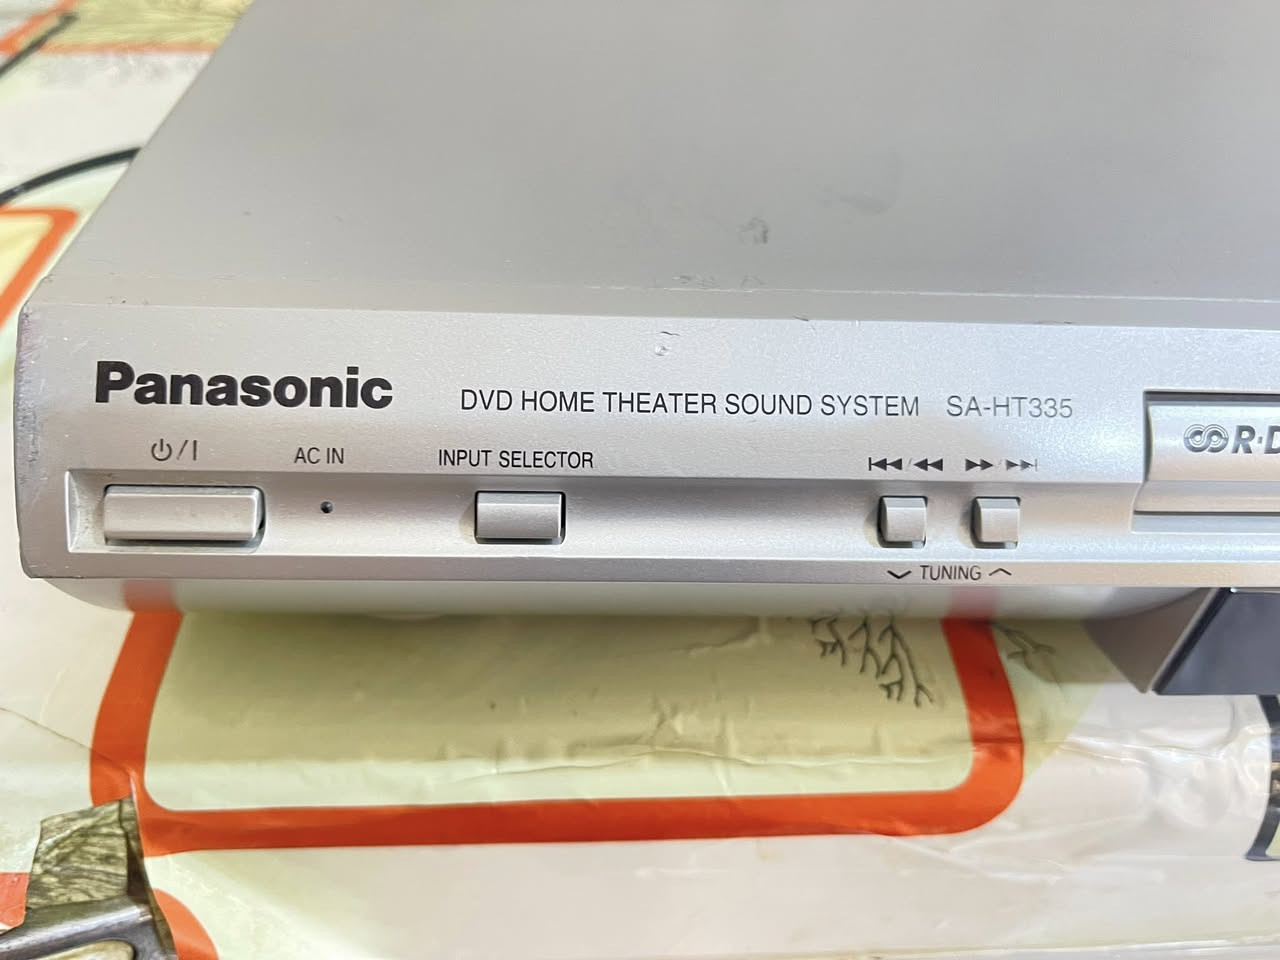 Panasonic DVD HOME THEATER SOUND SYSTEM SA-HT335
⏻/I AC IN INPUT SELECTOR
TUNING
R·D